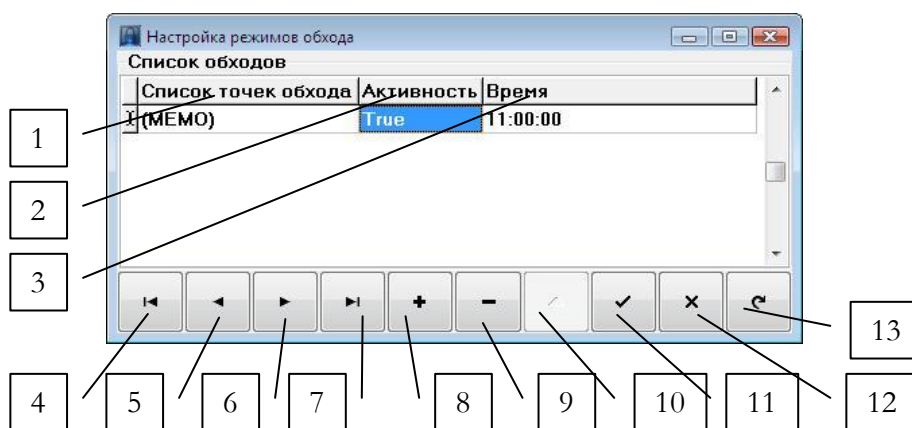 Настройка режимов обхода
Список обходов
Список точек обхода Активность Время
(МЕМО) True 11:00:00
1
2
3
13
4 5 6 7 8 9 10 11 12